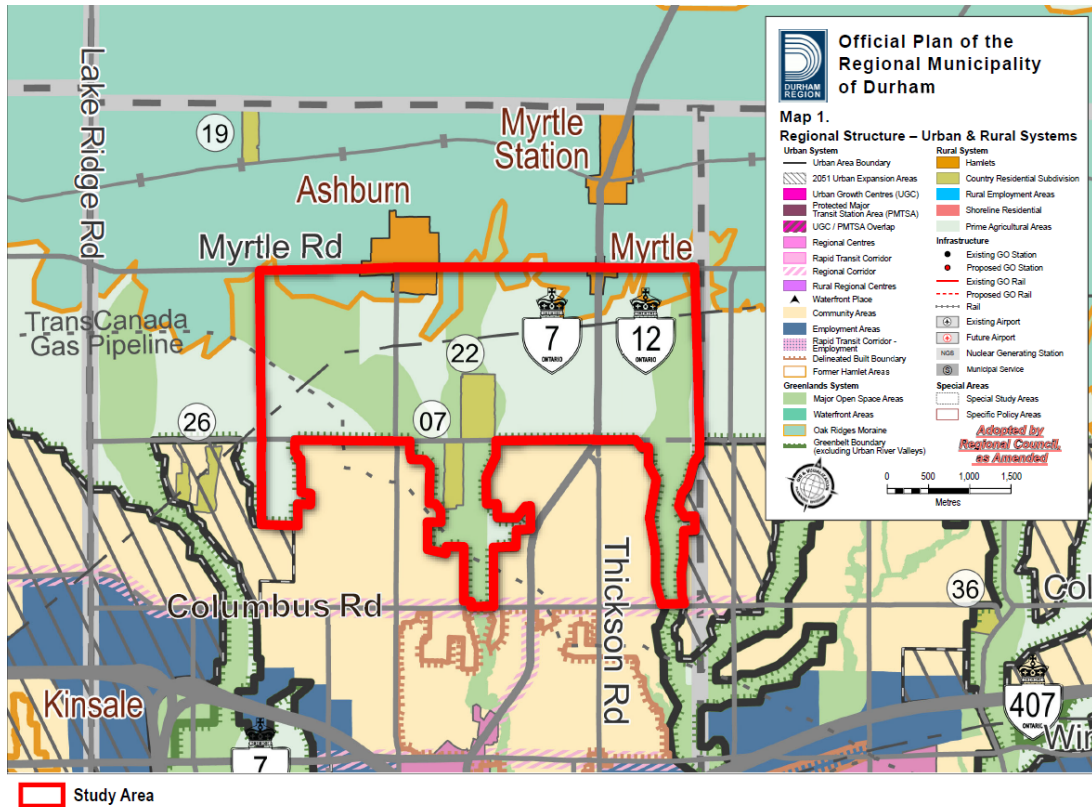 Lake Ridge Rd
19
Myrtle
Station
Ashburn
Myrtle Rd
Myrtle
TransCanada
Gas Pipeline
7
ONTARIO
12
ONTARIO
22
07
26
Columbus Rd
Thickson Rd
36
Col
Kinsale
7
ONTARIO
407
ONTARIO
Win
DURHAM
REGION
Official Plan of the
Regional Municipality
of Durham
Map 1.
Regional Structure – Urban & Rural Systems
Urban System
Urban Area Boundary
2051 Urban Expansion Areas
Urban Growth Centres (UGC)
Protected Major
Transit Station Area (PMTSA)
UGC / PMTSA Overlap
Regional Centres
Rapid Transit Corridor
Regional Corridor
Rural Regional Centres
Waterfront Place
Community Areas
Employment Areas
Rapid Transit Corridor -
Employment
Delineated Built Boundary
Former Hamlet Areas
Greenlands System
Major Open Space Areas
Waterfront Areas
Oak Ridges Moraine
Greenbelt Boundary
(excluding Urban River Valleys)
Rural System
Hamlets
Country Residential Subdivision
Rural Employment Areas
Shoreline Residential
Prime Agricultural Areas
Infrastructure
Existing GO Station
Proposed GO Station
Existing GO Rail
Proposed GO Rail
Rail
Existing Airport
Future Airport
NGS Nuclear Generating Station
S Municipal Service
Special Areas
Special Study Areas
Specific Policy Areas
Adopted by
Regional Council,
as Amended
0 500 1,000 1,500
Metres
Study Area